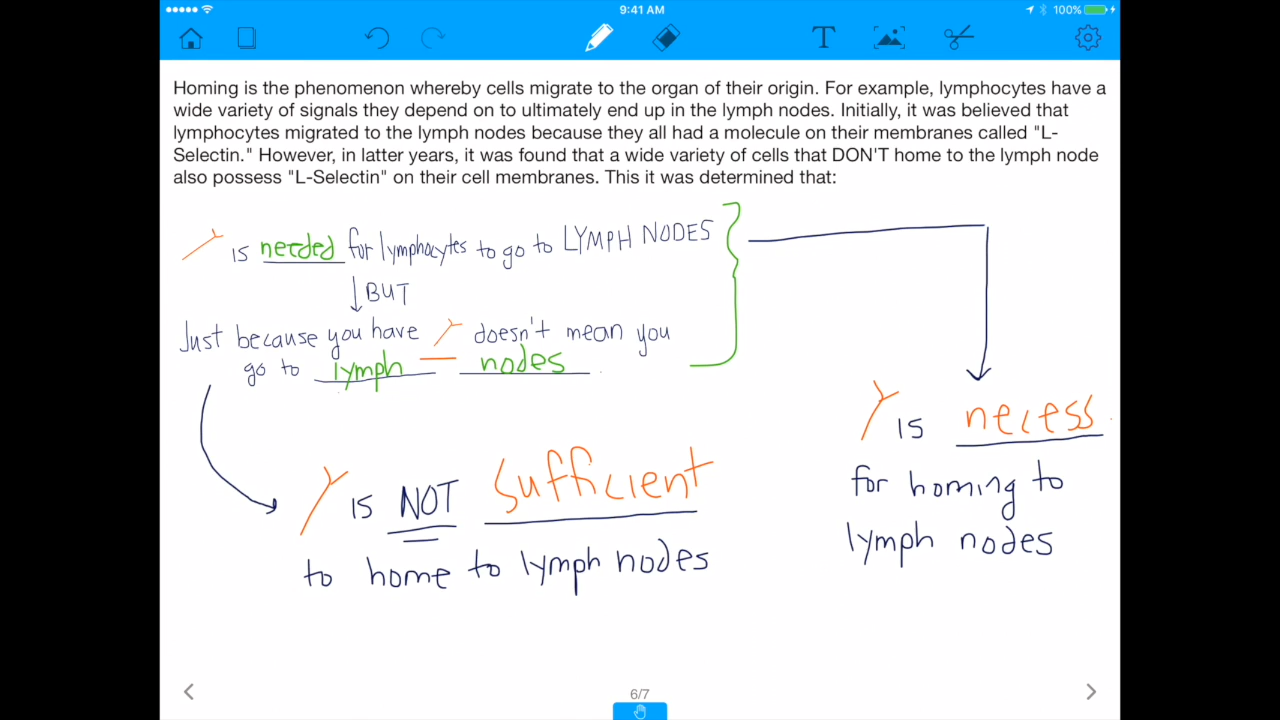 9:41 AM
100%
T
Homing is the phenomenon whereby cells migrate to the organ of their origin. For example, lymphocytes have a
wide variety of signals they depend on to ultimately end up in the lymph nodes. Initially, it was believed that
lymphocytes migrated to the lymph nodes because they all had a molecule on their membranes called "L-
Selectin." However, in latter years, it was found that a wide variety of cells that DON'T home to the lymph node
also possess "L-Selectin" on their cell membranes. This it was determined that:
is needed for lymphocytes to go to LYMPH NODES
BUT
Just because you have doesn't mean you
go to lymph nodes.
is NOT sufficient
to home to lymph nodes
is necess
for homing to
lymph nodes
6/7